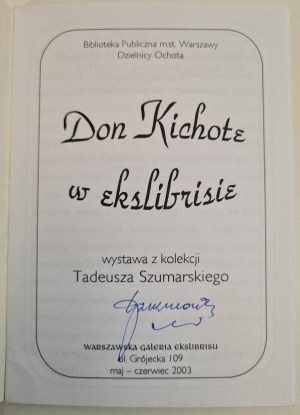 Biblioteka Publiczna m.st. Warszawy
Dzielnicy Ochota
Don Kichote
w ekslibrisie
wystawa z kolekcji
Tadeusza Szumarskiego
WARSZAWSKA GALERIA EKSLIBRISU
ul. Grójecka 109
maj – czerwiec 2003